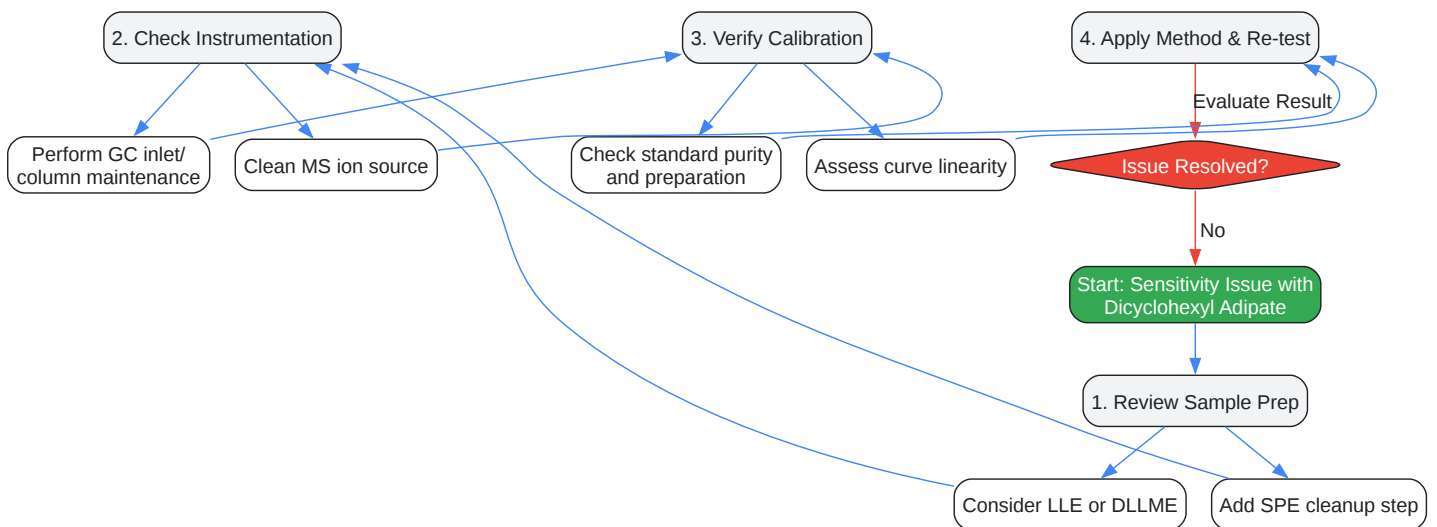 2. Check Instrumentation
3. Verify Calibration
4. Apply Method & Re-test
Evaluate Result
Perform GC inlet/
column maintenance
Clean MS ion source
Check standard purity
and preparation
Assess curve linearity
Issue Resolved?
No
Start: Sensitivity Issue with
Dicyclohexyl Adipate
1. Review Sample Prep
Consider LLE or DLLME
Add SPE cleanup step